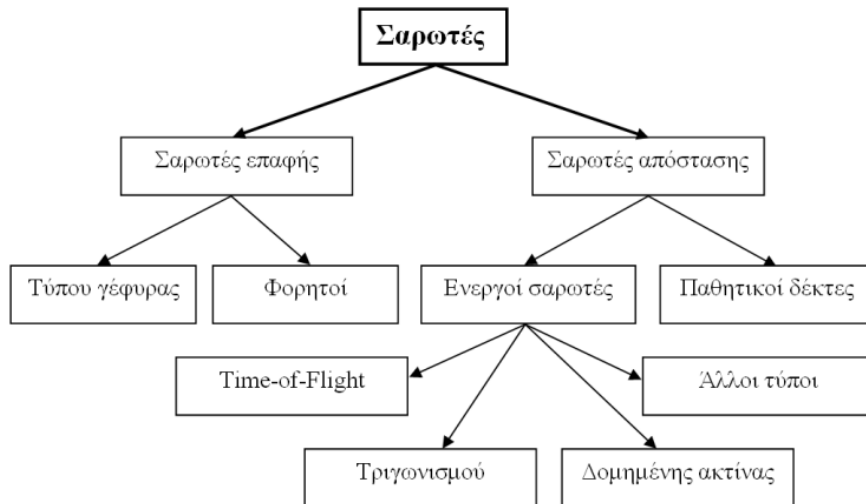 Σαρωτές
Σαρωτές επαφής
Σαρωτές απόστασης
Τύπου γέφυρας
Φορητοί
Ενεργοί σαρωτές
Παθητικοί δέκτες
Time-of-Flight
Άλλοι τύποι
Τριγωνισμού
Δομημένης ακτίνας